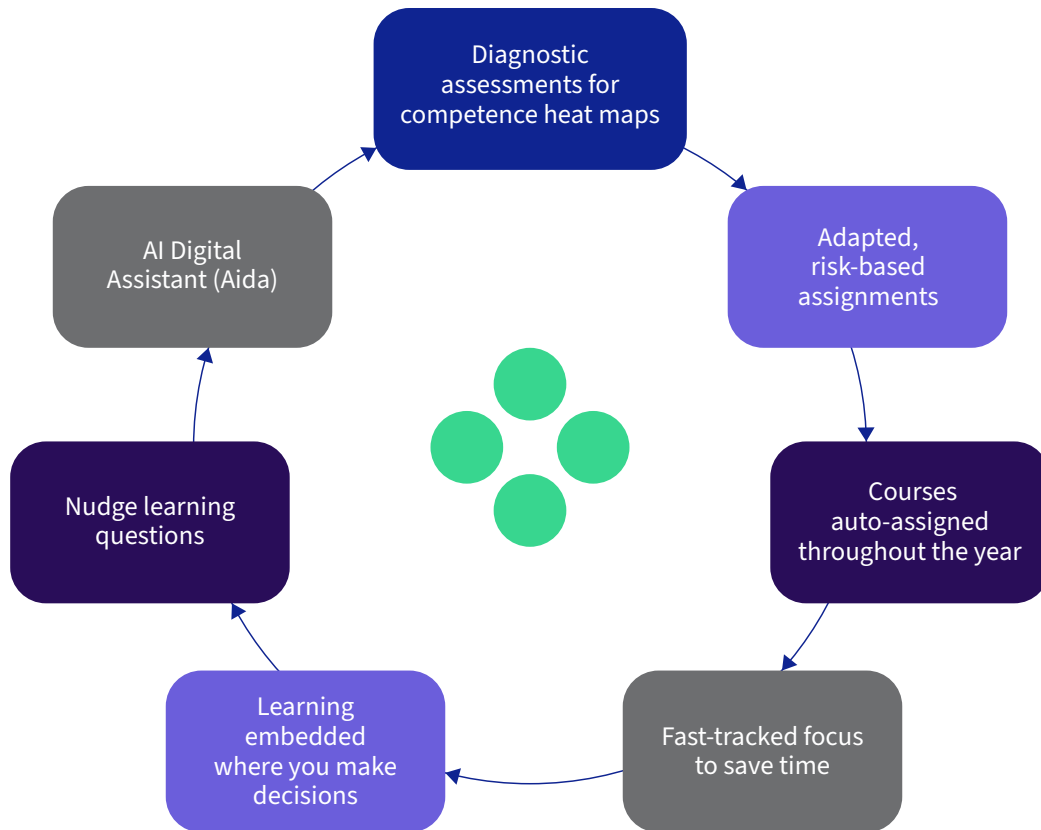 Diagnostic
assessments for
competence heat maps
Adapted,
risk-based
assignments
Courses
auto-assigned
throughout the year
Fast-tracked focus
to save time
Learning
embedded
where you make
decisions
Nudge learning
questions
AI Digital
Assistant (Aida)